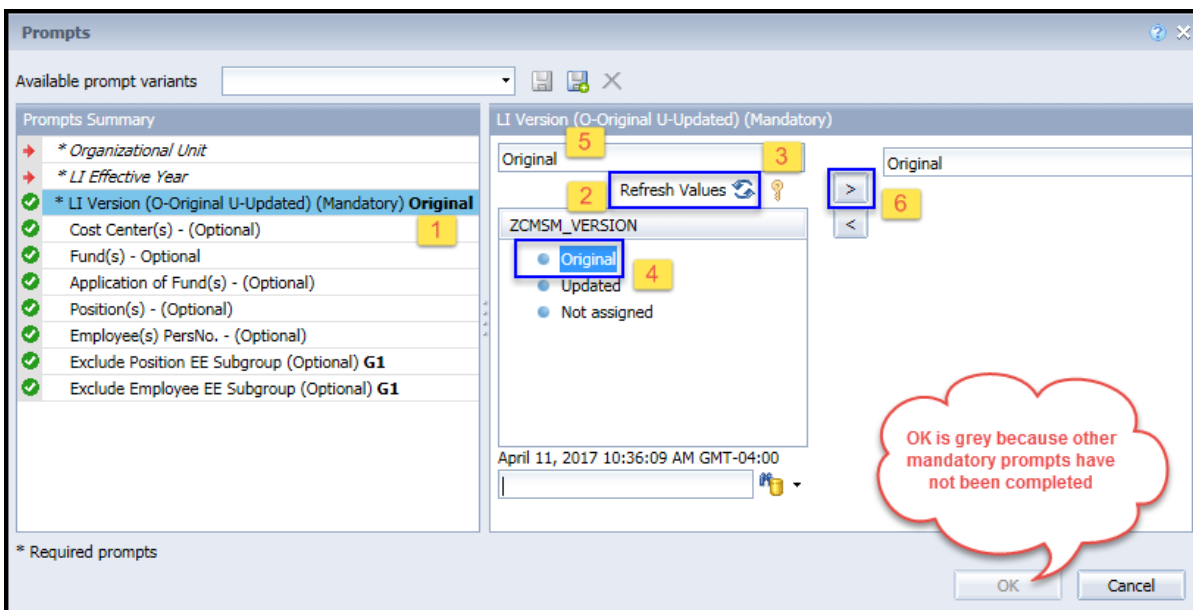 Prompts
Available prompt variants
Prompts Summary
* Organizational Unit
* LI Effective Year
* LI Version (O-Original U-Updated) (Mandatory) Original
1
Cost Center(s) - (Optional)
Fund(s) - Optional
Application of Fund(s) - (Optional)
Position(s) - (Optional)
Employee(s) PersNo. - (Optional)
Exclude Position EE Subgroup (Optional) G1
Exclude Employee EE Subgroup (Optional) G1
* Required prompts
LI Version (O-Original U-Updated) (Mandatory)
5
Original
3
2
Refresh Values
ZCMSM_VERSION
Original
4
Updated
Not assigned
April 11, 2017 10:36:09 AM GMT-04:00
>
6
<
Original
OK is grey because other
mandatory prompts have
not been completed
OK
Cancel